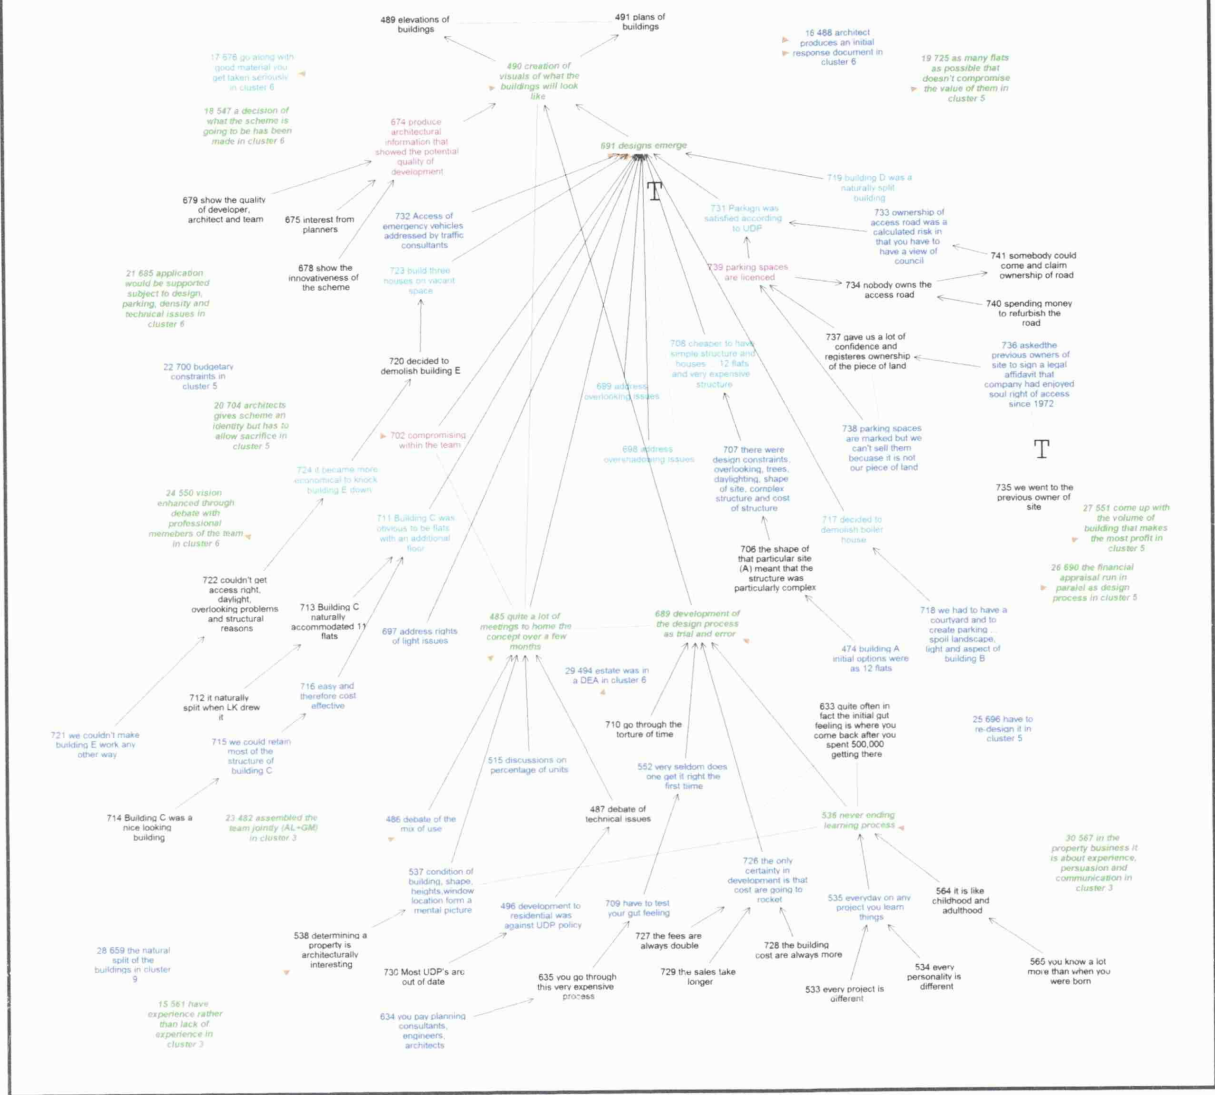 489 elevations of
buildings
491 plans of
buildings
16 488 architect
produces an initial
response document in
cluster 6
17 676 go along with
good material you
get taken seriously
in cluster 6
490 creation of
visuals of what the
buildings will look
like
19 725 as many flats
as possible that
doesn't compromise
the value of them in
cluster 5
18 547 a decision of
what the scheme is
going to be has been
made in cluster 6
674 produce
architectural
information that
showed the potential
quality of
development
691 designs emerge
719 building D was a
naturally split
building
T
679 show the quality
of developer,
architect and team
675 interest from
planners
732 Access of
emergency vehicles
addressed by traffic
consultants
731 Parkign was
satisfied according
to UDP
733 ownership of
access road was a
calculated risk in
that you have to
have a view of
council
741 somebody could
come and claim
ownership of road
678 show the
innovativeness of
the scheme
723 build three
houses on vacant
space
739 parking spaces
are licenced
734 nobody owns the
access road
21 685 application
would be supported
subject to design,
parking, density and
technical issues in
cluster 6
740 spending money
to refurbish the
road
737 gave us a lot of
confidence and
registeres ownership
of the piece of land
736 askedthe
previous owners of
site to sign a legal
affidavit that
company had enjoyed
soul right of access
since 1972
708 cheaper to have
simple structure and
houses ... 12 flats
and very expensive
structure
720 decided to
demolish building E
22 700 budgetary
constraints in
cluster 5
699 address
overlooking issues
20 704 architects
gives scheme an
identity but has to
allow sacrifice in
cluster 5
702 compromising
within the team
738 parking spaces
are marked but we
can't sell them
becuase it is not
our piece of land
T
698 address
overshadowing issues
707 there were
design constraints,
overlooking, trees,
daylighting, shape
of site, complex
structure and cost
of structure
724 it became more
economical to knock
building E down
735 we went to the
previous owner of
site
24 550 vision
enhanced through
debate with
professional
memebers of the team
in cluster 6
711 Building C was
obvious to be flats
with an additional
floor
717 decided to
demolish boiler
house
27 551 come up with
the volume of
building that makes
the most profit in
cluster 5
706 the shape of
that particular site
(A) meant that the
structure was
particularly complex
26 690 the financial
appraisal run in
paralel as design
process in cluster 5
722 couldn't get
access right,
daylight,
overlooking problems
and structural
reasons
713 Building C
naturally
accommodated 11
flats
697 address rights
of light issues
485 quite a lot of
meetings to home the
concept over a few
months
689 development of
the design process
as trial and error
718 we had to have a
courtyard and to
create parking ...
spoil landscape,
light and aspect of
building B
474 building A
initial options were
as 12 flats
29 494 estate was in
a DEA in cluster 6
712 it naturally
split when LK drew
it
716 easy and
therefore cost
effective
710 go through the
torture of time
633 quite often in
fact the initial gut
feeling is where you
come back after you
spent 500,000
getting there
25 696 have to
re-design it in
cluster 5
721 we couldn't make
building E work any
other way
715 we could retain
most of the
structure of
building C
515 discussions on
percentage of units
552 very seldom does
one get it right the
first tiime
714 Building C was a
nice looking
building
23 482 assembled the
team jointly (AL+GM)
in cluster 3
486 debate of the
mix of use
487 debate of
technical issues
536 never ending
learning process
30 567 in the
property business it
is about experience,
persuasion and
communication in
cluster 3
537 condition of
building, shape,
heights,window
location form a
mental picture
726 the only
certainty in
development is that
cost are going to
rocket
496 development to
residential was
against UDP policy
709 have to test
your gut feeling
535 everyday on any
project you learn
things
564 it is like
childhood and
adulthood
538 determining a
property is
architecturally
interesting
727 the fees are
always double
728 the building
cost are always more
28 659 the natural
split of the
buildings in cluster
9
730 Most UDP's are
out of date
635 you go through
this very expensive
process
729 the sales take
longer
534 every
personality is
different
565 you know a lot
more than when you
were born
533 every project is
different
15 561 have
experience rather
than lack of
experience in
cluster 3
634 you pay planning
consultants,
engineers,
architects